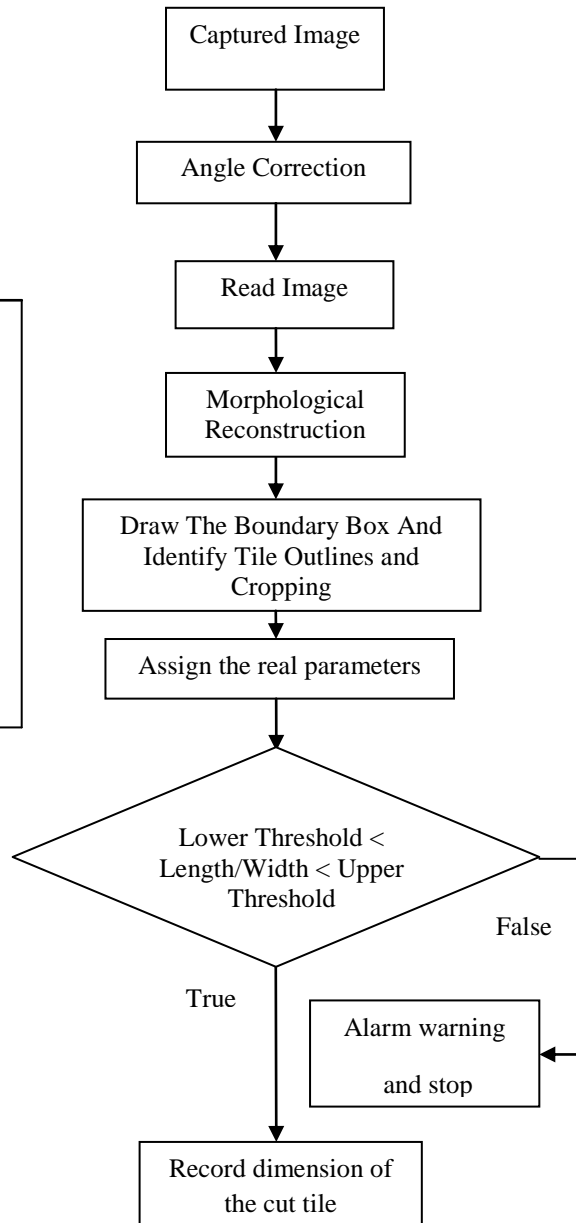 Captured Image
Angle Correction
Read Image
Morphological
Reconstruction
Draw The Boundary Box And
Identify Tile Outlines and
Cropping
Assign the real parameters
Lower Threshold <
Length/Width < Upper
Threshold
False
True
Alarm warning
and stop
Record dimension of
the cut tile